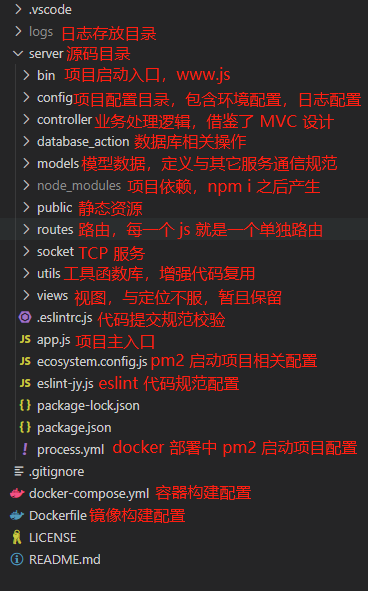 .vscode
logs 日志存放目录
server 源码目录
bin 项目启动入口，www.js
config 项目配置目录，包含环境配置，日志配置
controller 业务处理逻辑，借鉴了 MVC 设计
database_action 数据库相关操作
models 模型数据，定义与其它服务通信规范
node_modules 项目依赖，npm i 之后产生
public 静态资源
routes 路由，每一个 js 就是一个单独路由
socket TCP 服务
utils 工具函数库，增强代码复用
views 视图，与定位不服，暂且保留
.eslintrc.js 代码提交规范校验
JS app.js 项目主入口
JS ecosystem.config.js pm2 启动项目相关配置
JS eslint-jy.js eslint 代码规范配置
{} package-lock.json
{} package.json
! process.yml docker 部署中 pm2 启动项目配置
.gitignore
docker-compose.yml 容器构建配置
Dockerfile 镜像构建配置
LICENSE
README.md